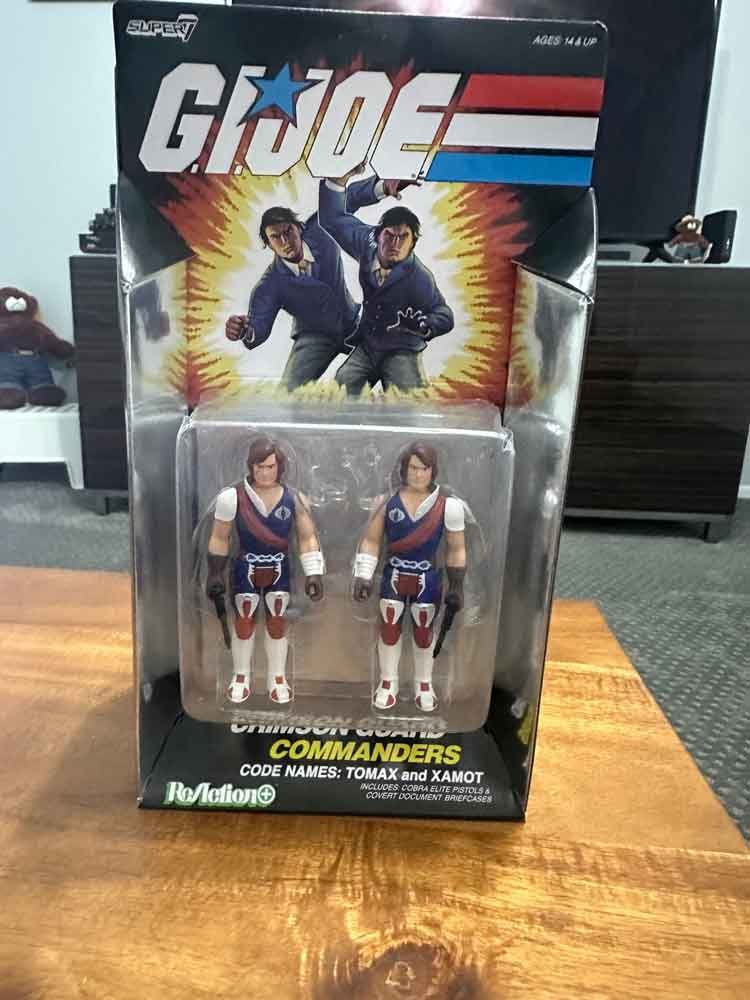 SUPER7
AGES 14 & UP
G.I.JOE
CRIMSON GUARD
COMMANDERS
CODE NAMES: TOMAX and XAMOT
INCLUDES: COBRA ELITE PISTOLS &
COVERT DOCUMENT BRIEFCASES
ReAction+